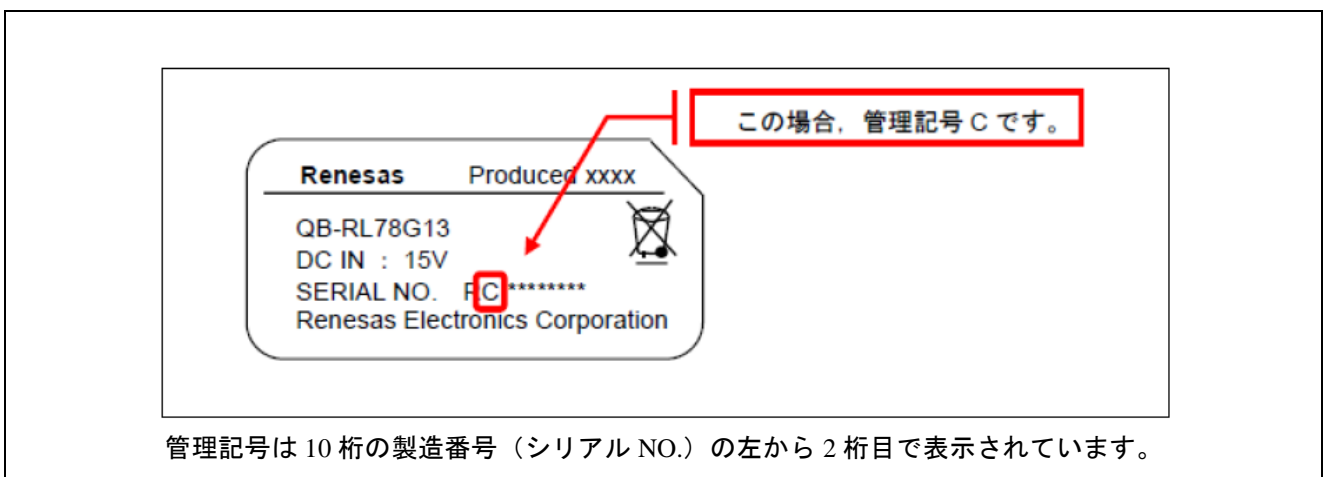 この場合，管理記号 C です。
Renesas Produced xxxx
QB-RL78G13
DC IN : 15V
SERIAL NO. RC********
Renesas Electronics Corporation
管理記号は 10 桁の製造番号（シリアル NO.）の左から 2 桁目で表示されています。